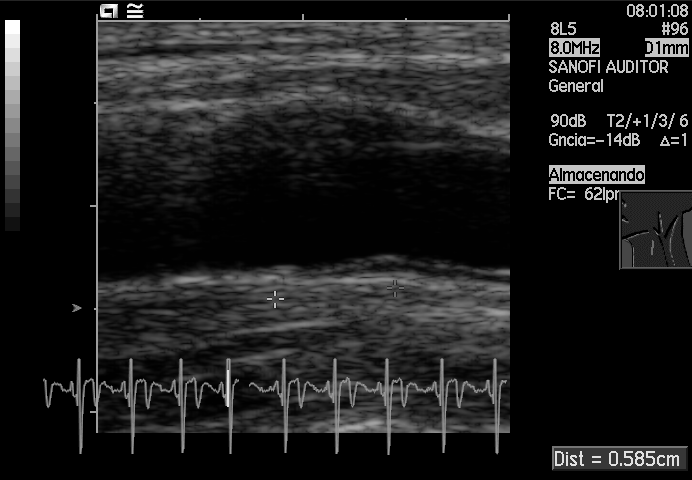 08:01:08
8L5 #96
8.0MHz D1mm
SANOFI AUDITOR
General
90dB T2/+1/3/ 6
Gncia=-14dB Δ=1
Almacenando
FC= 62lpr
Dist = 0.585cm